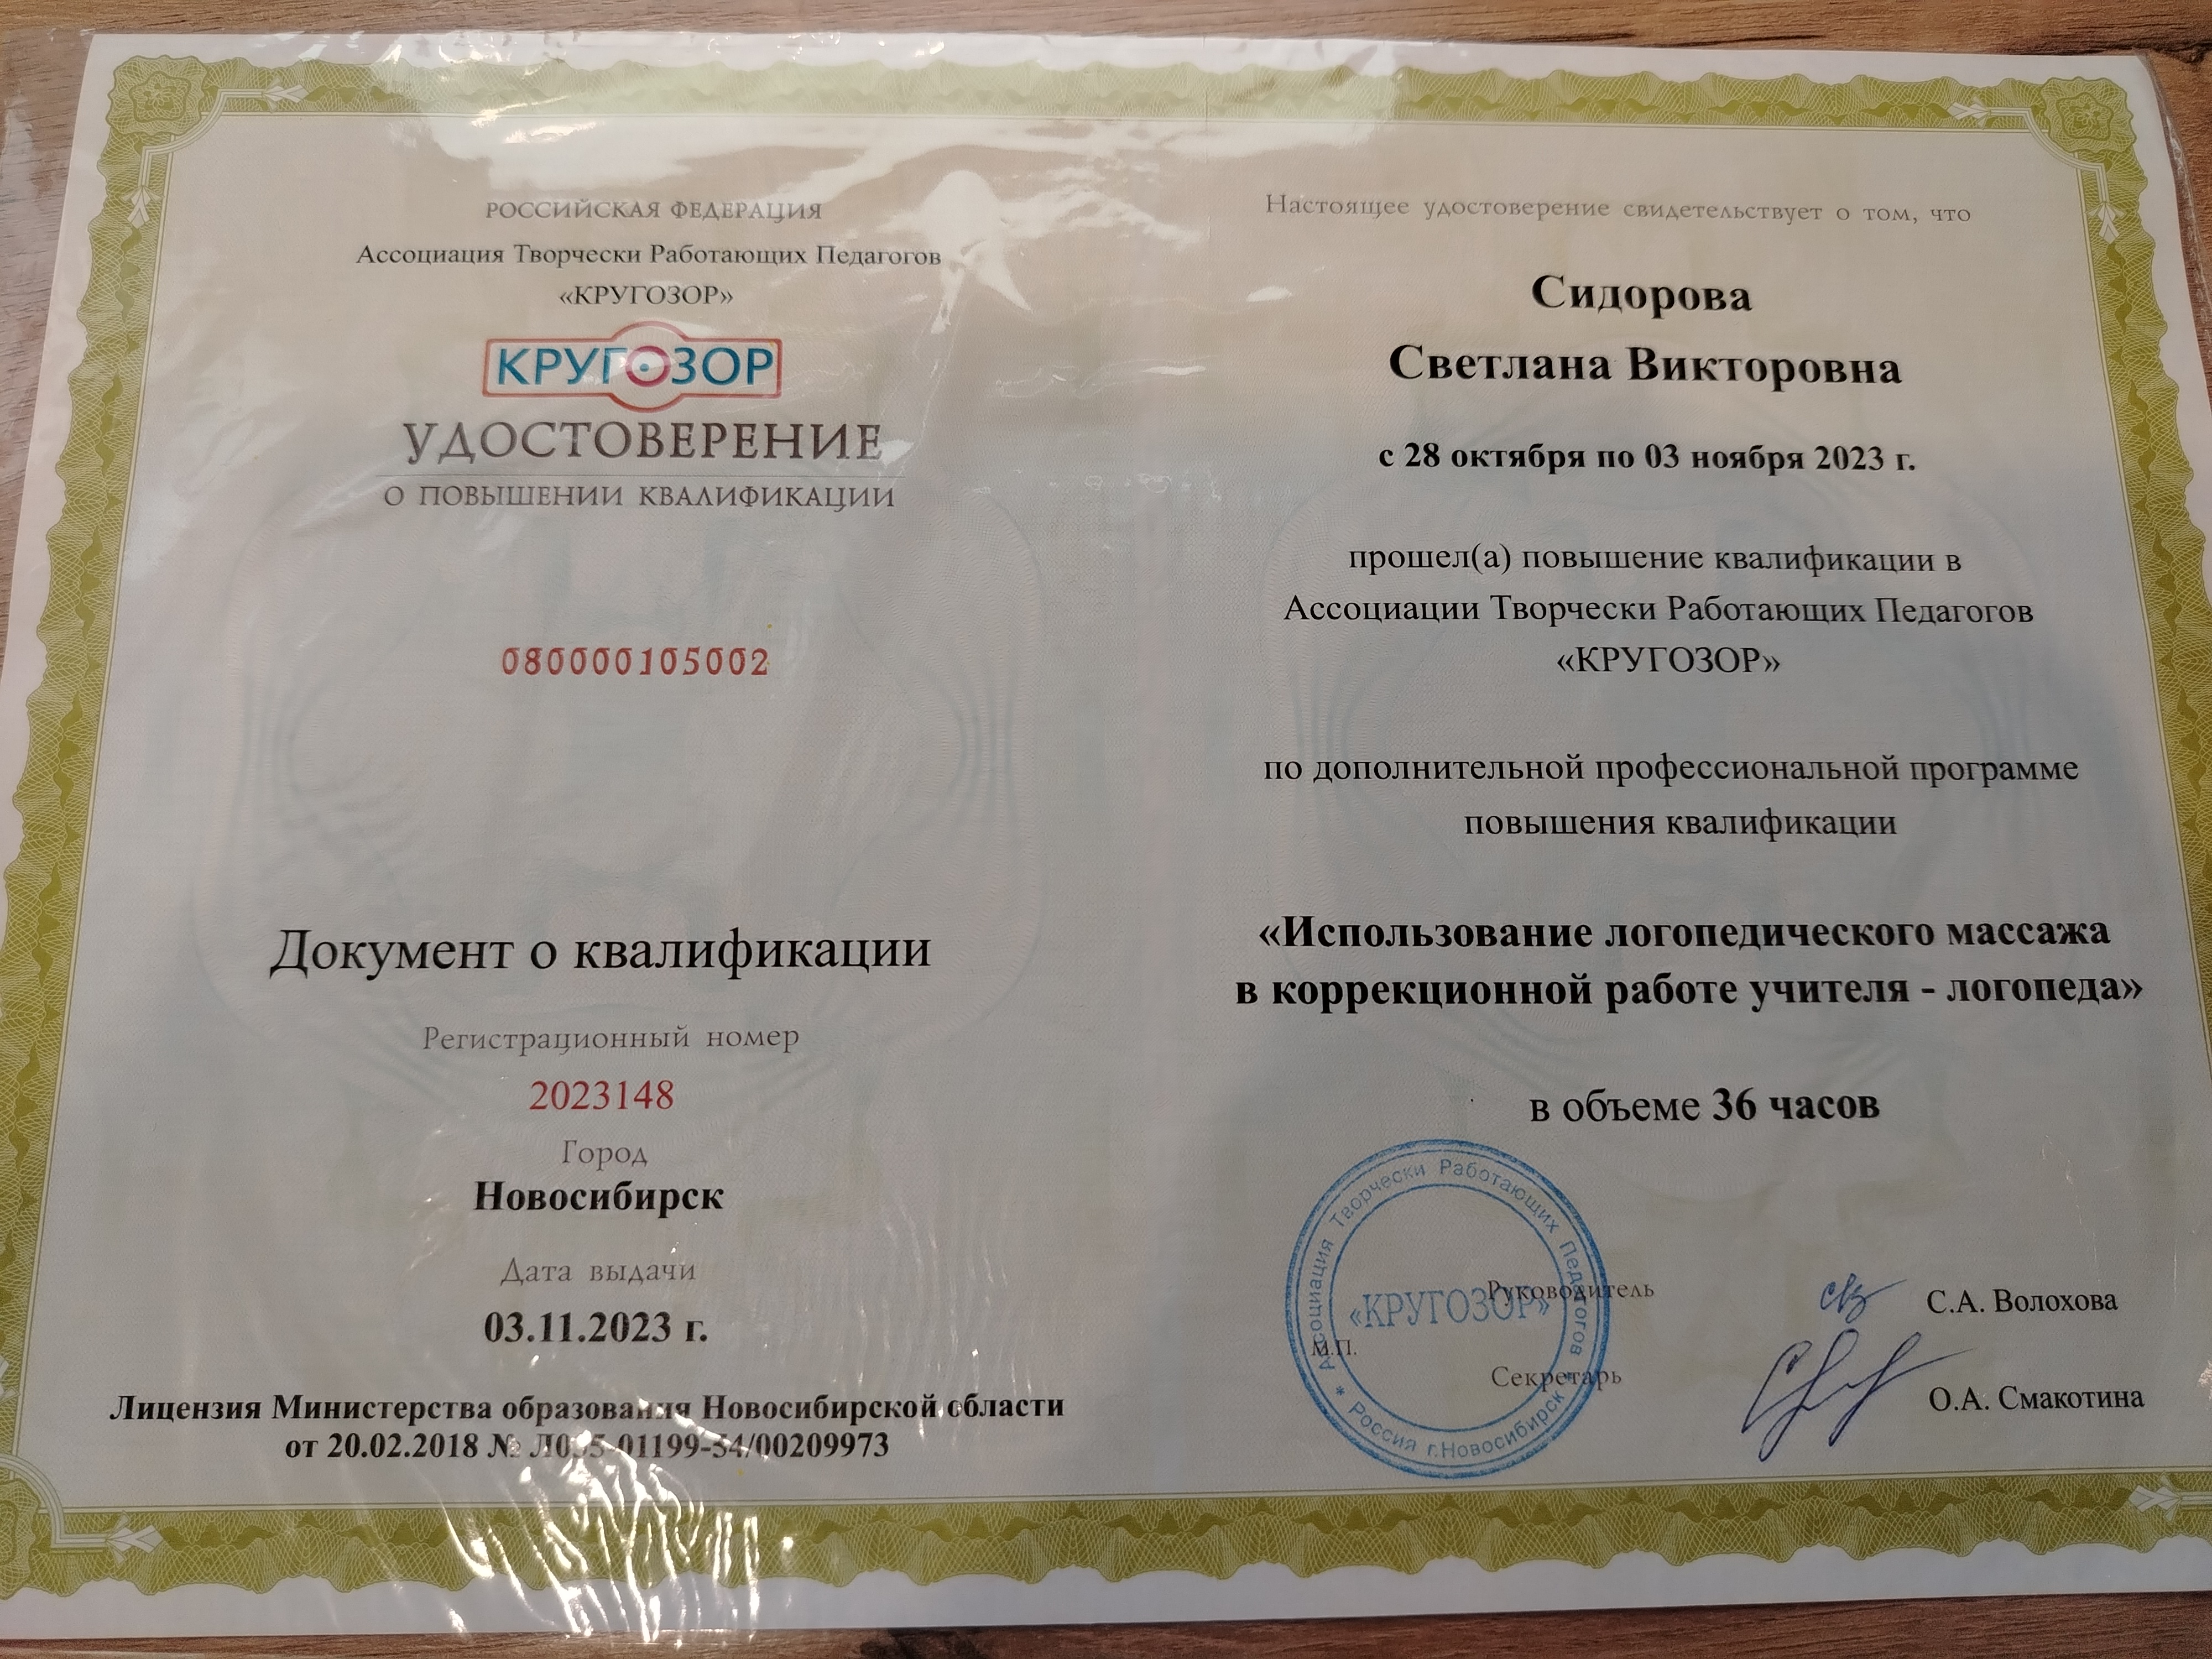 РОССИЙСКАЯ ФЕДЕРАЦИЯ
Ассоциация Творчески Работающих Педагогов
«КРУГОЗОР»
КРУГОЗОР
УДОСТОВЕРЕНИЕ
О ПОВЫШЕНИИ КВАЛИФИКАЦИИ
080000105002
Документ о квалификации
Регистрационный номер
2023148
Город
Новосибирск
Дата выдачи
03.11.2023 г.
Лицензия Министерства образования Новосибирской области
от 20.02.2018 № Л035-01199-54/00209973
Настоящее удостоверение свидетельствует о том, что
Сидорова
Светлана Викторовна
с 28 октября по 03 ноября 2023 г.
прошел(а) повышение квалификации в
Ассоциации Творчески Работающих Педагогов
«КРУГОЗОР»
по дополнительной профессиональной программе
повышения квалификации
«Использование логопедического массажа
в коррекционной работе учителя - логопеда»
в объеме 36 часов
Ассоциация Творчески Работающих Педагогов
«КРУГОЗОР»
* Россия г.Новосибирск *
Руководитель
С.А. Волохова
М.П.
Секретарь
О.А. Смакотина